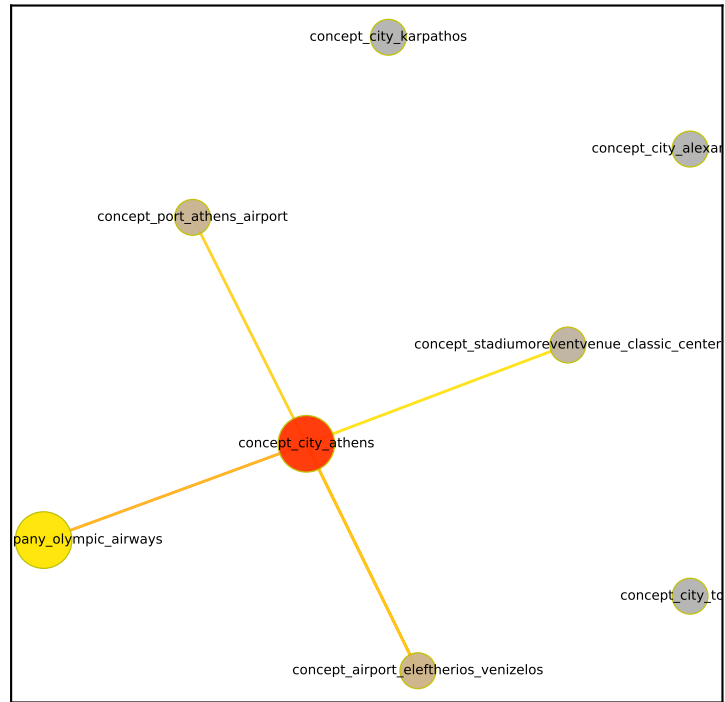 concept_city_karpathos
concept_city_alexar
concept_port_athens_airport
concept_stadiumoreventvenue_classic_center
concept_city_athens
pany_olympic_airways
concept_city_to
concept_airport_eleftherios_venizelos